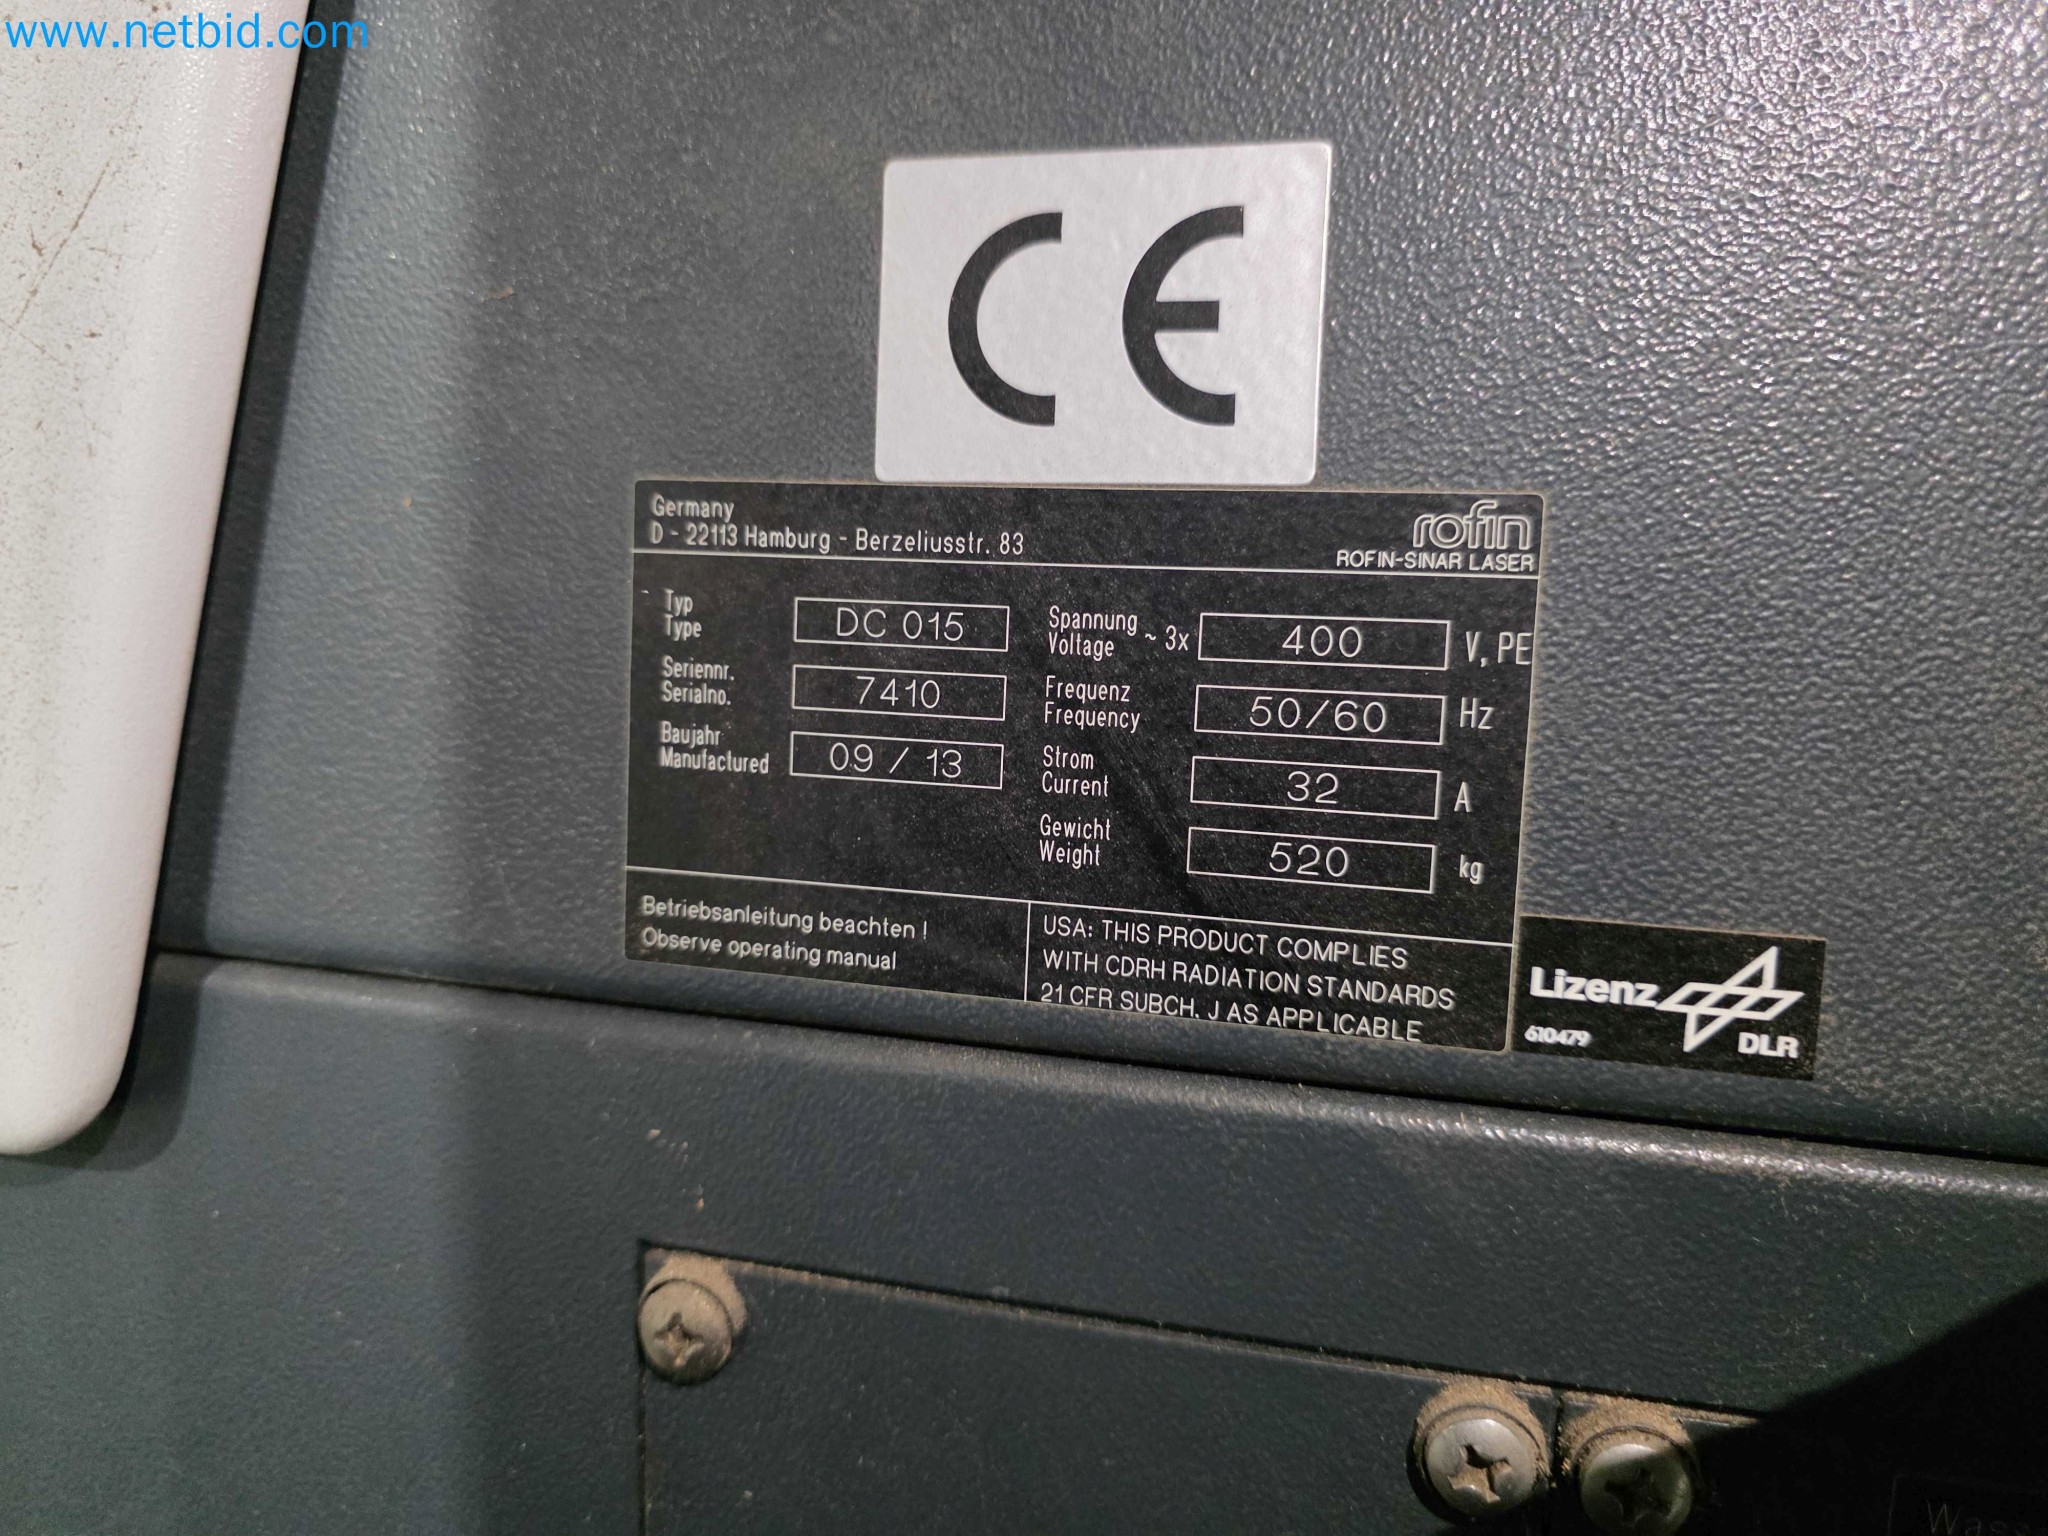 www.netbid.com
CE
Germany
D - 22113 Hamburg - Berzeliusstr. 83
rofin
ROFIN-SINAR LASER
Typ
Type
DC 015
Seriennr.
Serialno.
7410
Baujahr
Manufactured
09 / 13
Spannung
Voltage
~ 3x
400
V, PE
Frequenz
Frequency
50/60
Hz
Strom
Current
32
A
Gewicht
Weight
520
kg
Betriebsanleitung beachten !
Observe operating manual
USA: THIS PRODUCT COMPLIES
WITH CDRH RADIATION STANDARDS
21 CFR SUBCH. J AS APPLICABLE
Lizenz
610479
DLR